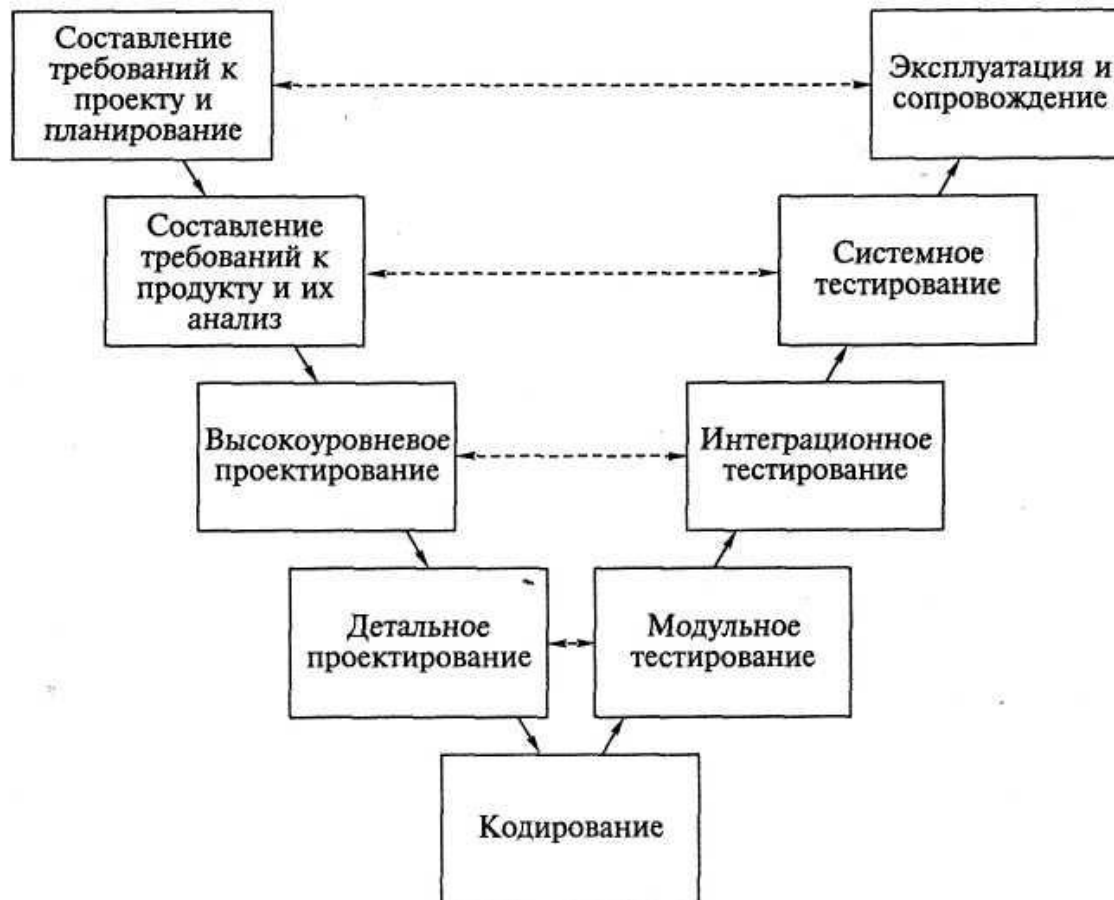 Составление
требований к
проекту и
планирование
Эксплуатация и
сопровождение
Составление
требований к
продукту и их
анализ
Системное
тестирование
Высокоуровневое
проектирование
Интеграционное
тестирование
Детальное
проектирование
Модульное
тестирование
Кодирование